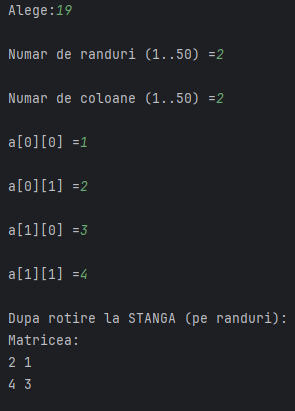 Alege:19
Numar de randuri (1..50) =2
Numar de coloane (1..50) =2
a[0][0] =1
a[0][1] =2
a[1][0] =3
a[1][1] =4
Dupa rotire la STANGA (pe randuri):
Matricea:
2 1
4 3